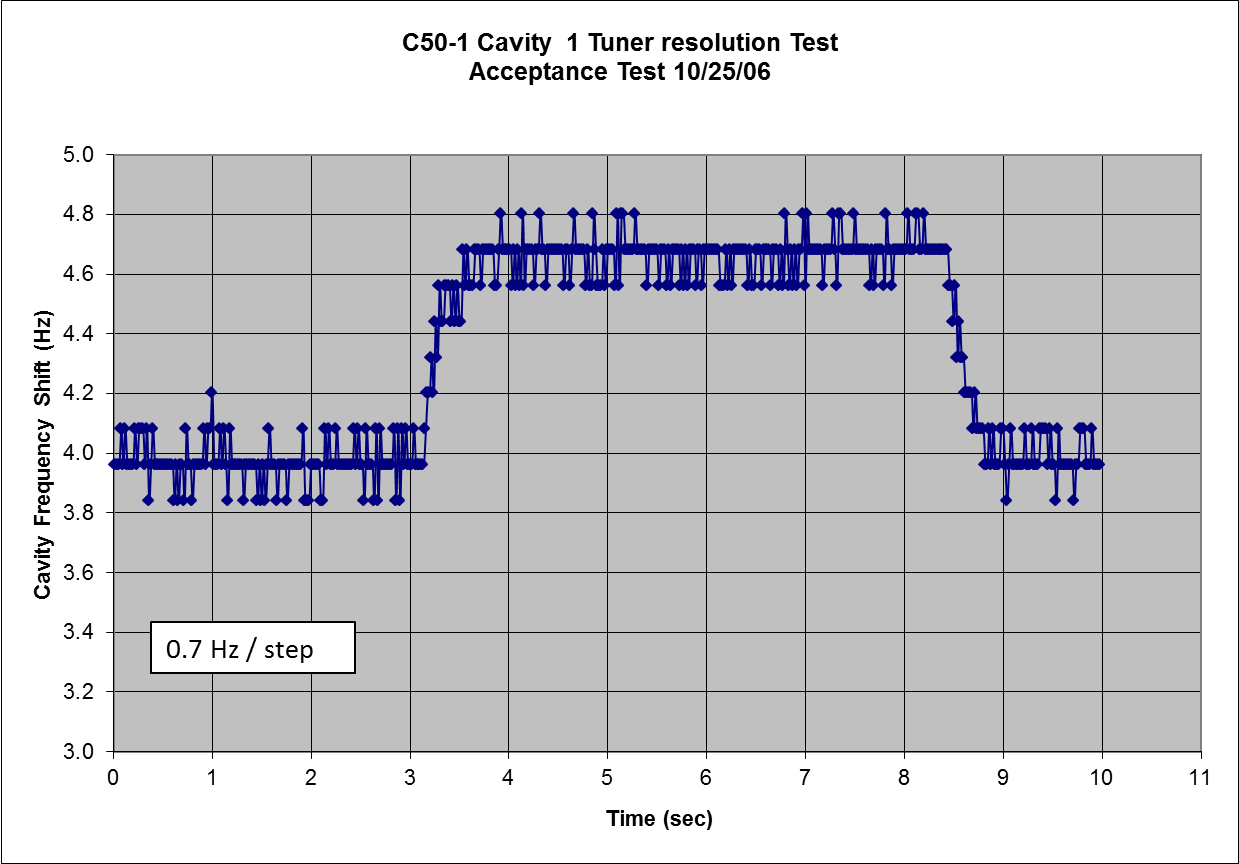 C50-1 Cavity  1 Tuner resolution Test
Acceptance Test 10/25/06
5.0
4.8
4.6
4.4
4.2
4.0
3.8
3.6
3.4
3.2
3.0
Cavity Frequency Shift (Hz)
0.7 Hz / step
0 1 2 3 4 5 6 7 8 9 10 11
Time (sec)